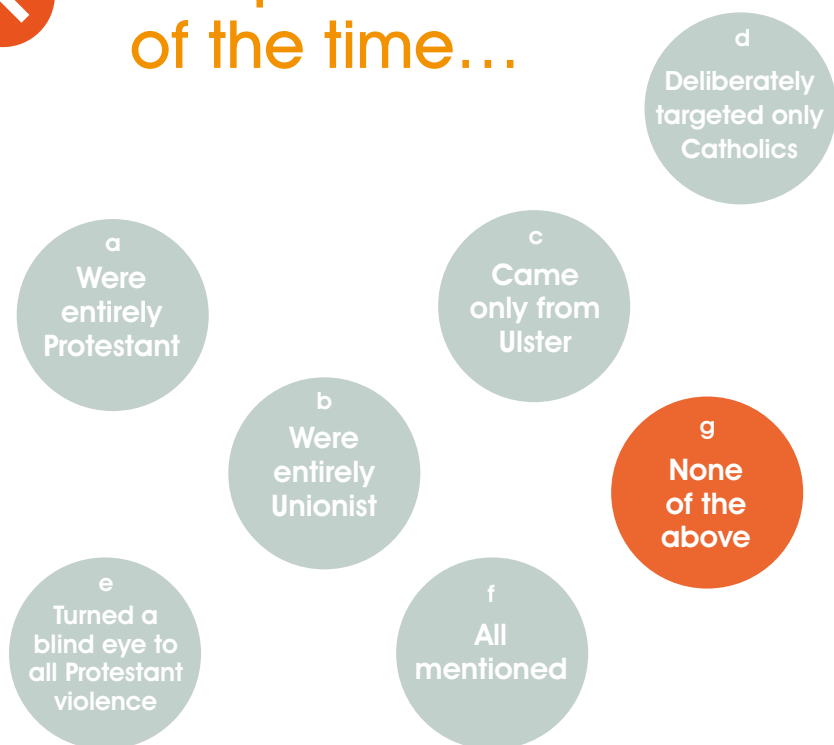 of the time…
d
Deliberately
targeted only
Catholics
a
Were
entirely
Protestant
c
Came
only from
Ulster
b
Were
entirely
Unionist
g
None
of the
above
e
Turned a
blind eye to
all Protestant
violence
f
All
mentioned